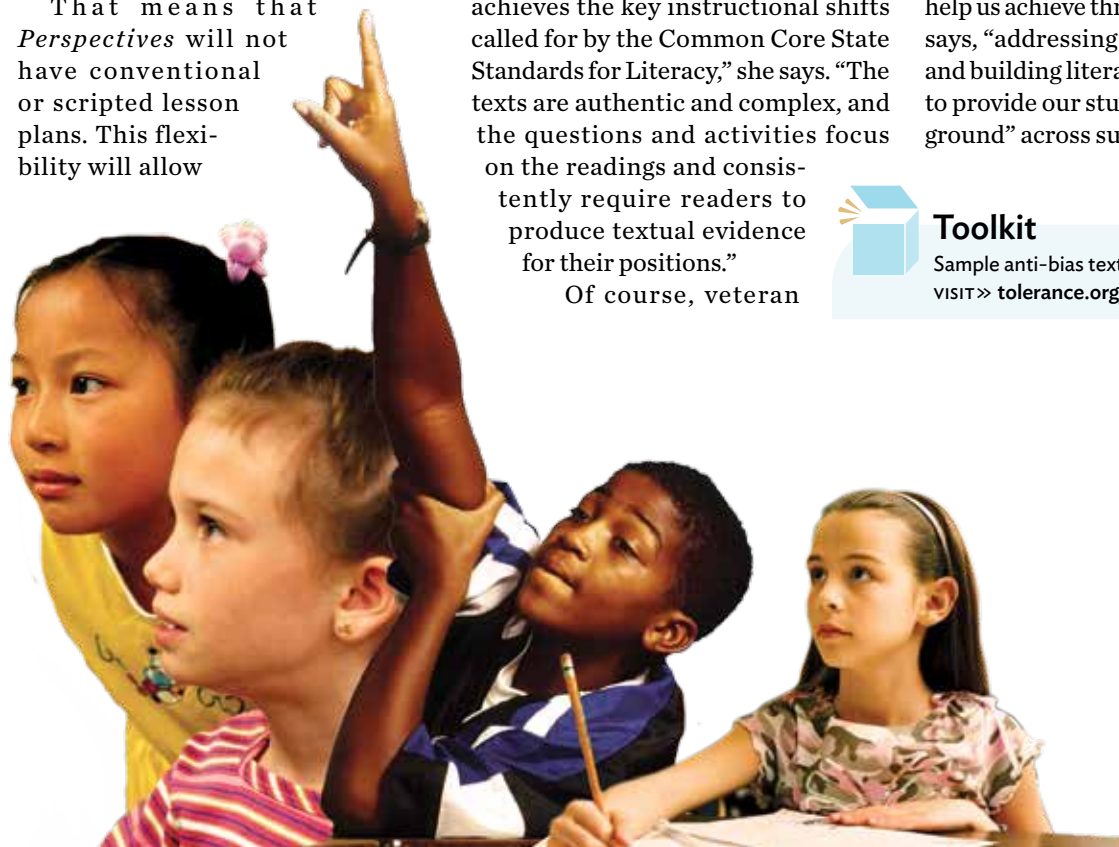 That means that
Perspectives will not
have conventional
or scripted lesson
plans. This flexi-
bility will allow
achieves the key instructional shifts
called for by the Common Core State
Standards for Literacy,” she says. “The
texts are authentic and complex, and
the questions and activities focus
on the readings and consis-
tently require readers to
produce textual evidence
for their positions.”
Of course, veteran
help us achieve
says, “addressing
and building
to provide our
ground” across
Toolkit
Sample anti-bias
VISIT» tolerance.org